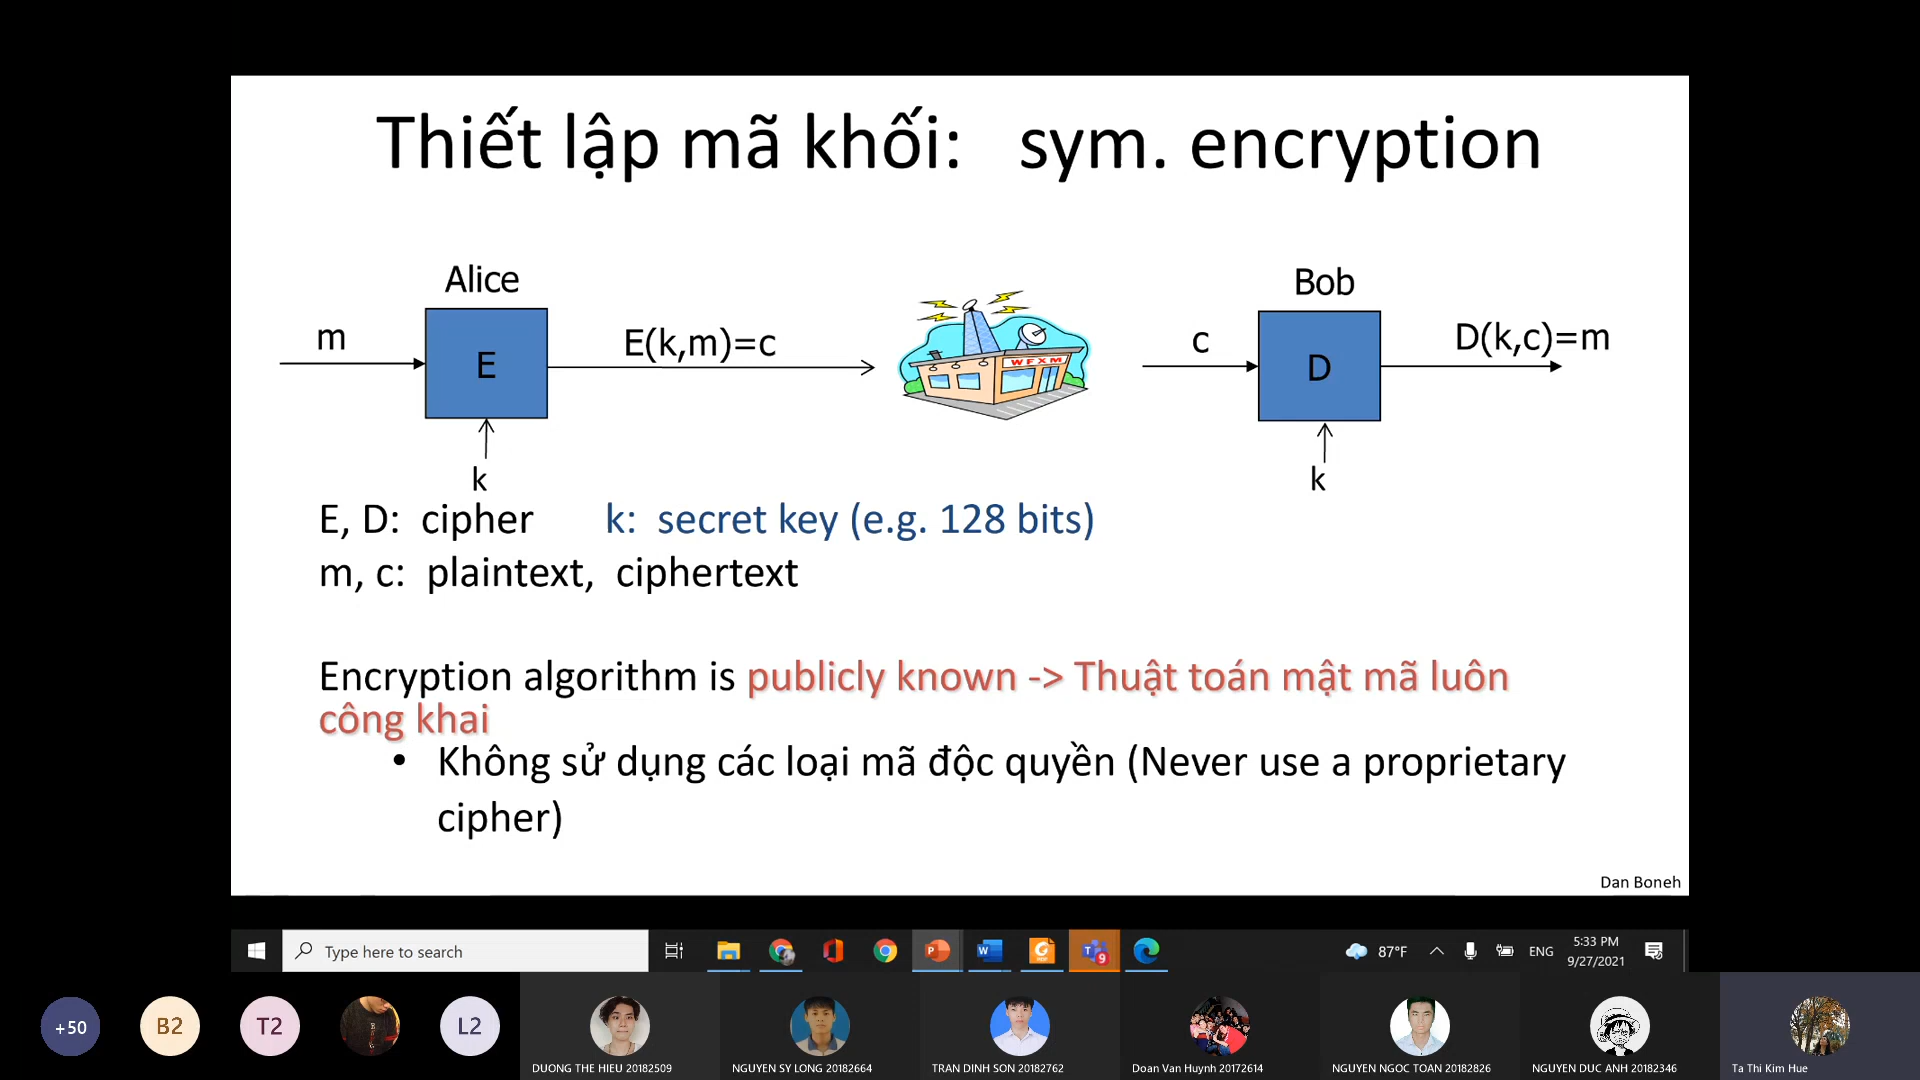 Thiết lập mã khối: sym. encryption
Alice
Bob
m
E
E(k,m)=c
WFXM
c
D
D(k,c)=m
k
k
E, D: cipher k: secret key (e.g. 128 bits)
m, c: plaintext, ciphertext
Encryption algorithm is publicly known -> Thuật toán mật mã luôn
công khai
• Không sử dụng các loại mã độc quyền (Never use a proprietary
cipher)
Dan Boneh
Type here to search
9
87°F
ENG
5:33 PM
9/27/2021
+50
B2
T2
L2
DUONG THE HIEU 20182509
NGUYEN SY LONG 20182664
TRAN DINH SON 20182762
Doan Van Huynh 20172614
NGUYEN NGOC TOAN 20182826
NGUYEN DUC ANH 20182346
Ta Thi Kim Hue